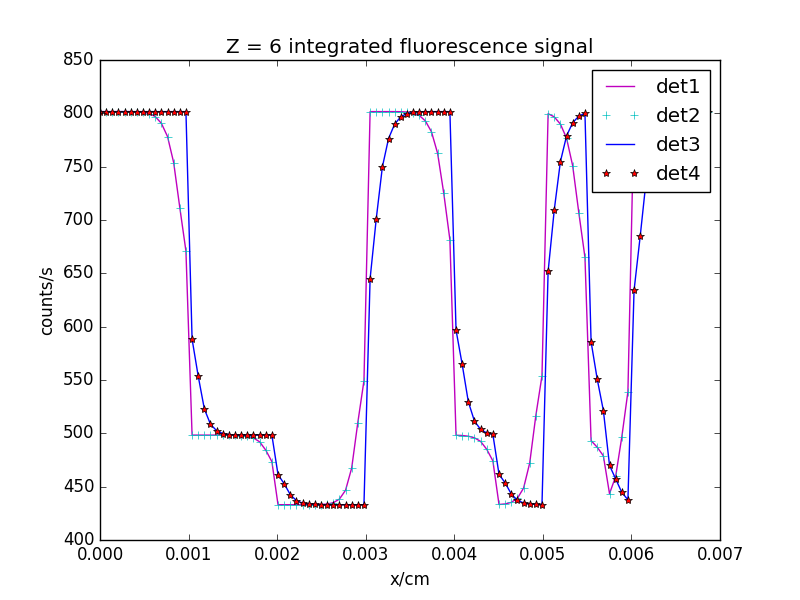 Z = 6 integrated fluorescence signal
850
800
750
700
650
600
550
500
450
400
counts/s
det1
det2
det3
det4
0.000 0.001 0.002 0.003 0.004 0.005 0.006 0.007
x/cm